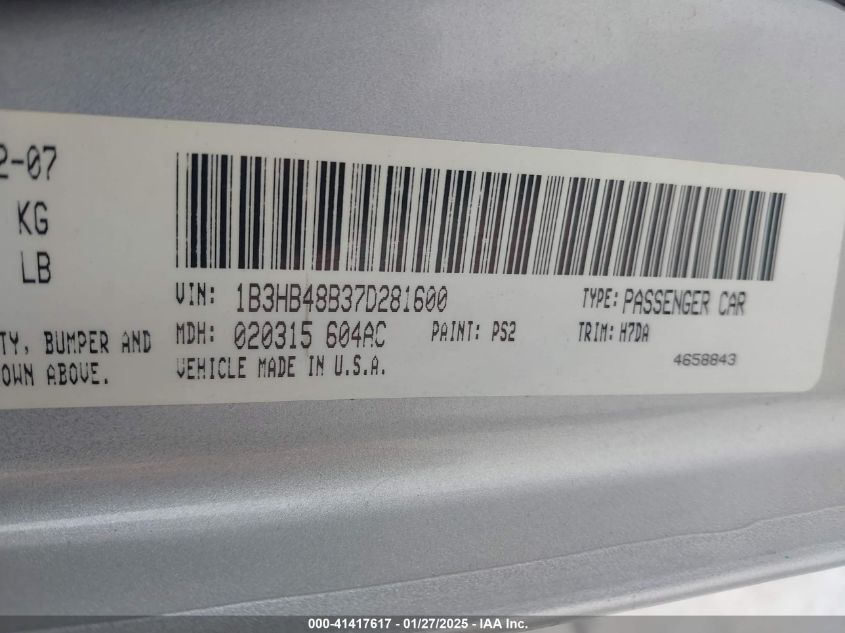 2-07
KG
LB
VIN: 1B3HB48B37D281600 TYPE: PASSENGER CAR
TY, BUMPER AND MDH: 020315 604AC PAINT: PS2 TRIM: H7DA
OWN ABOVE. VEHICLE MADE IN U.S.A. 4658843
000-41417617 - 01/27/2025 - IAA Inc.